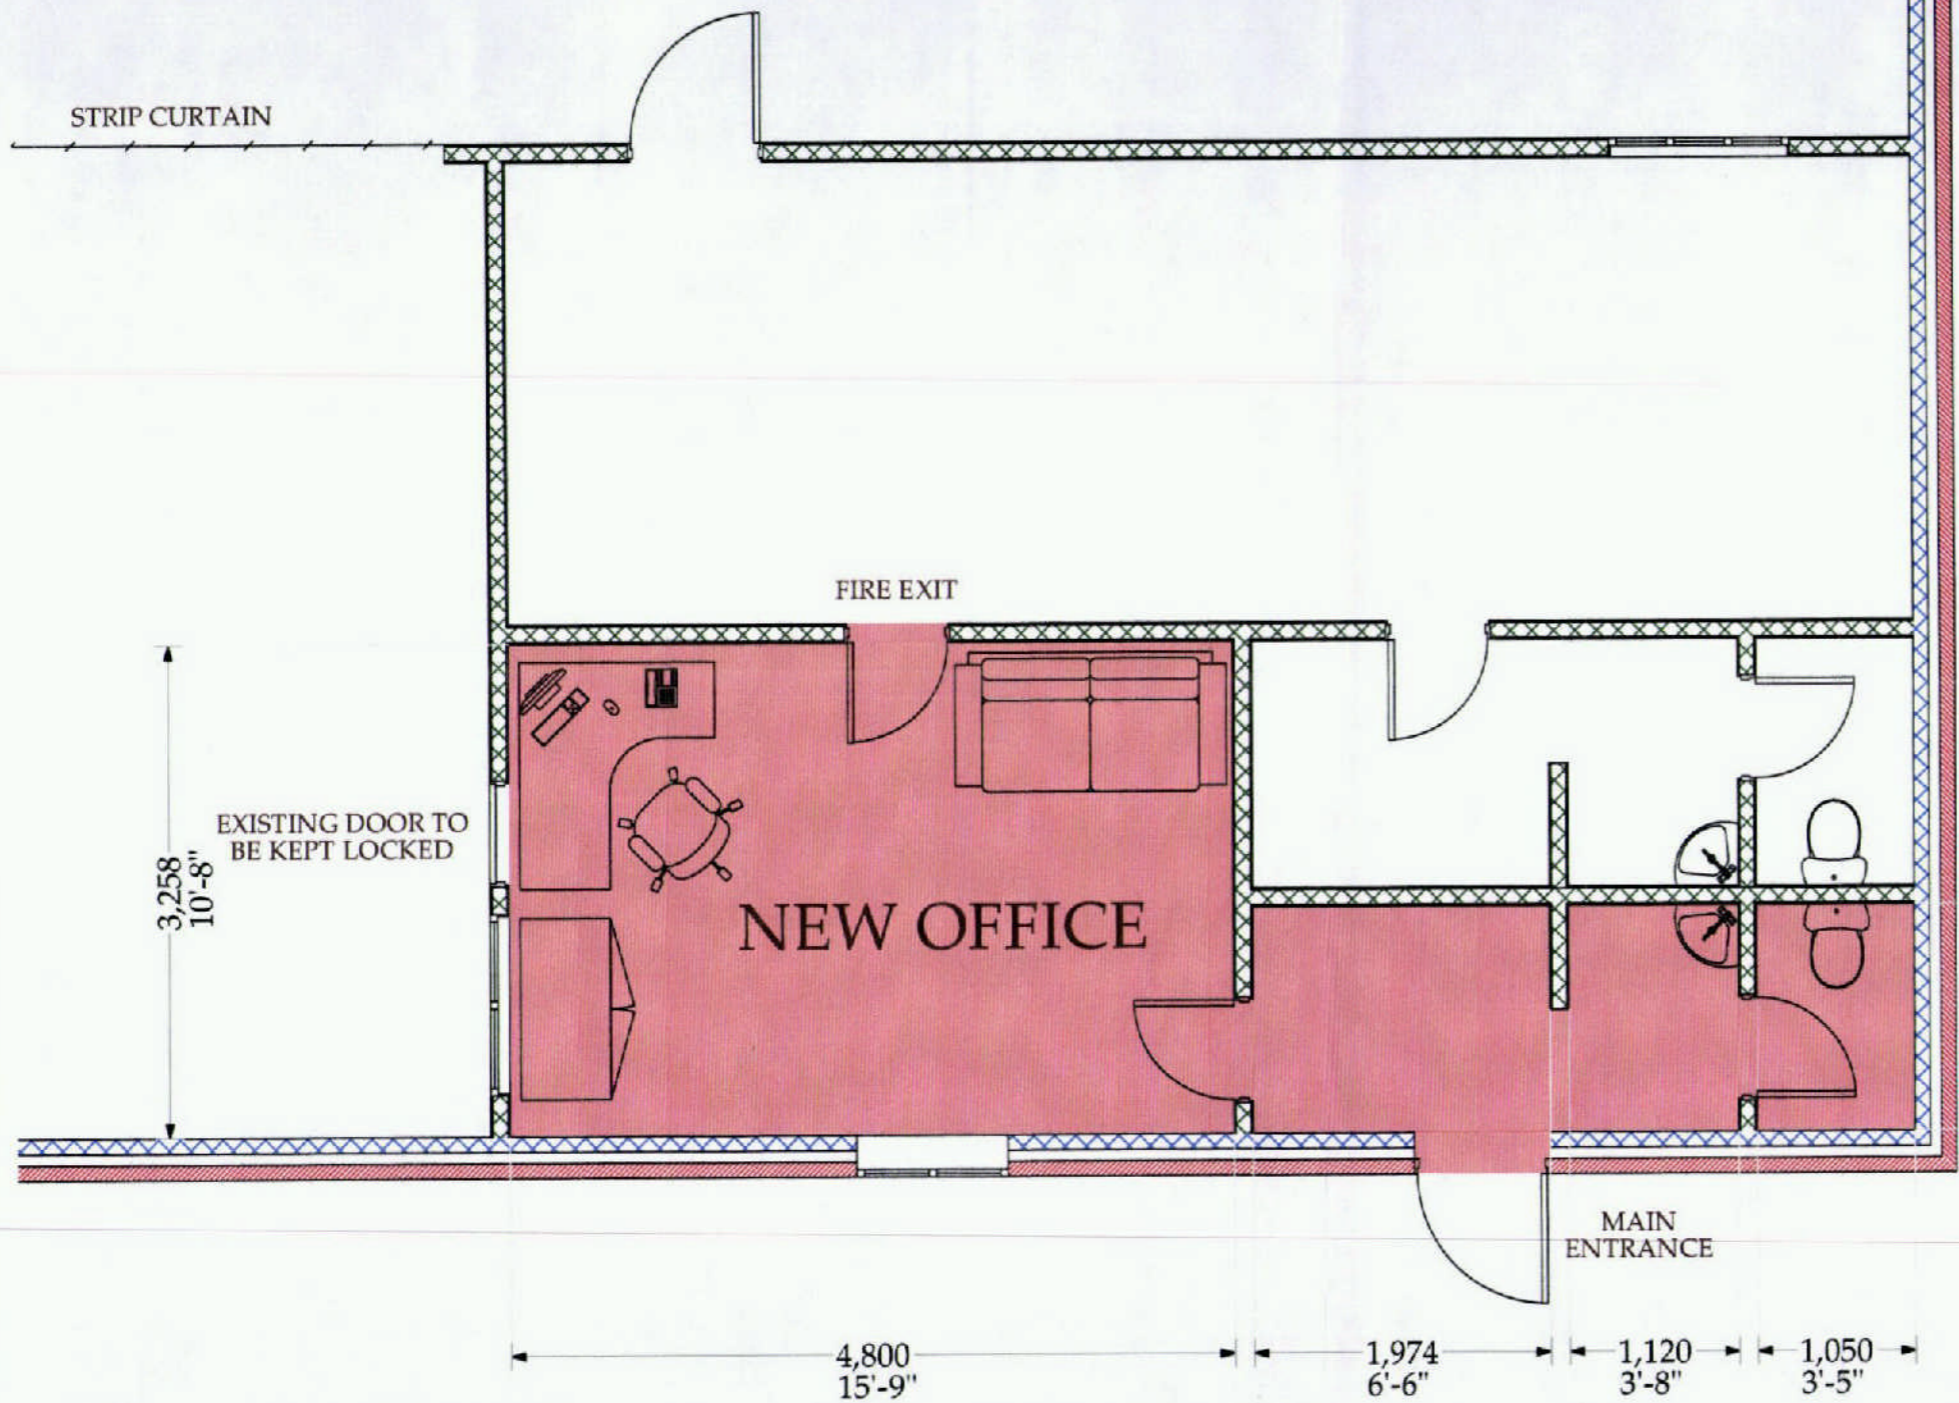 STRIP CURTAIN
FIRE EXIT
EXISTING DOOR TO
BE KEPT LOCKED
3,258
10'-8"
NEW OFFICE
MAIN
ENTRANCE
4,800
15'-9"
1,974
6'-6"
1,120
3'-8"
1,050
3'-5"